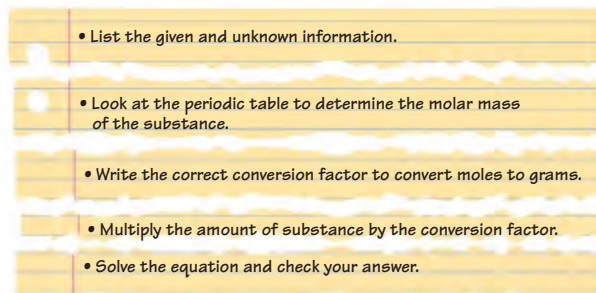 • List the given and unknown information.
• Look at the periodic table to determine the molar mass
of the substance.
• Write the correct conversion factor to convert moles to grams.
• Multiply the amount of substance by the conversion factor.
• Solve the equation and check your answer.